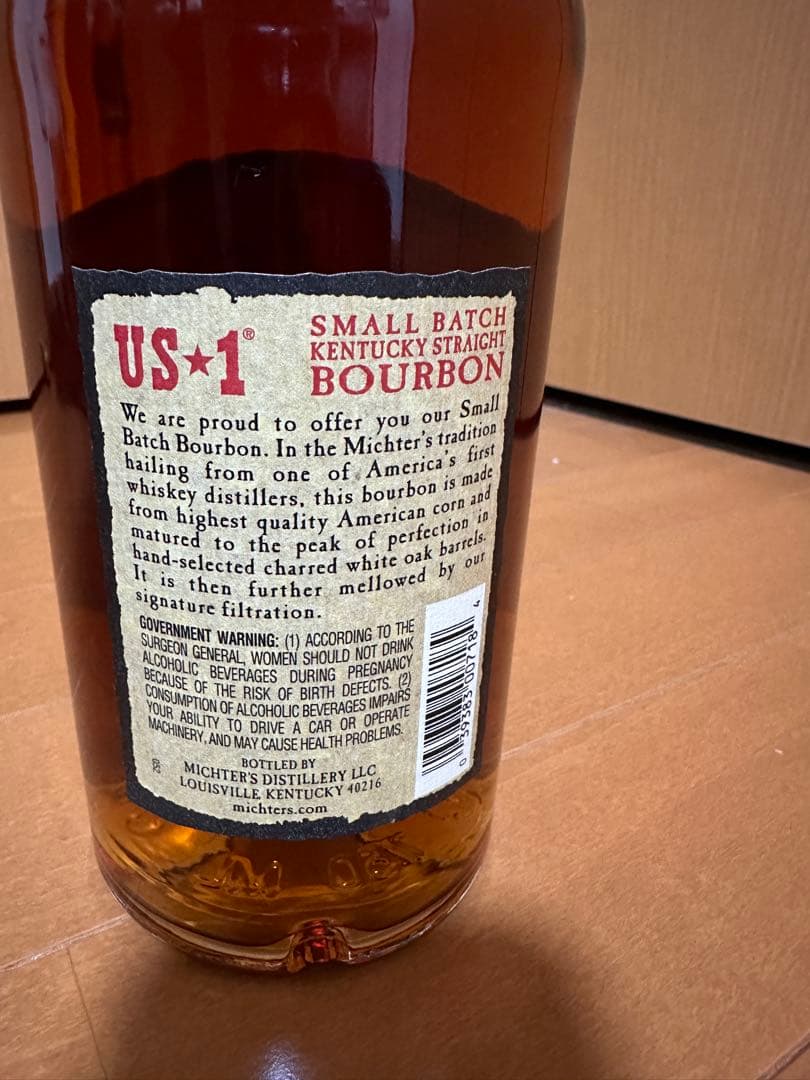 US★1®
SMALL BATCH
KENTUCKY STRAIGHT
BOURBON
We are proud to offer you our Small
Batch Bourbon. In the Michter's tradition
hailing from one of America's first
whiskey distillers, this bourbon is made
from highest quality American corn and
matured to the peak of perfection in
hand-selected charred white oak barrels.
It is then further mellowed by our
signature filtration.
GOVERNMENT WARNING: (1) ACCORDING TO THE
SURGEON GENERAL, WOMEN SHOULD NOT DRINK
ALCOHOLIC BEVERAGES DURING PREGNANCY
BECAUSE OF THE RISK OF BIRTH DEFECTS. (2)
CONSUMPTION OF ALCOHOLIC BEVERAGES IMPAIRS
YOUR ABILITY TO DRIVE A CAR OR OPERATE
MACHINERY, AND MAY CAUSE HEALTH PROBLEMS.
BOTTLED BY
MICHTER'S DISTILLERY LLC
LOUISVILLE, KENTUCKY 40216
michters.com
0 39383 00718 4